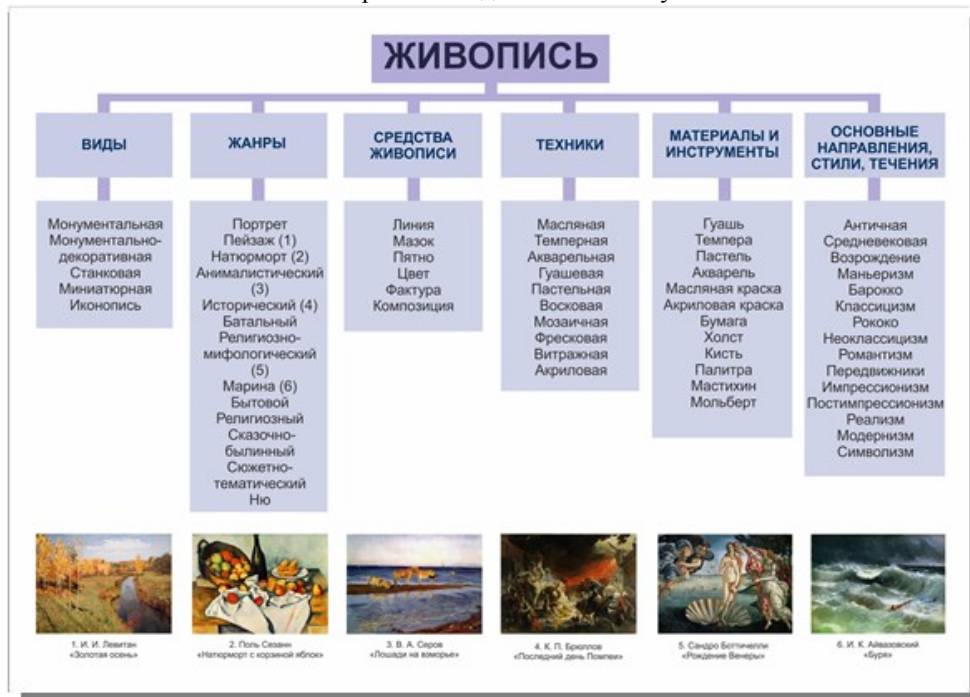 ЖИВОПИСЬ
ВИДЫ
Монументальная
Монументально-
декоративная
Станковая
Миниатюрная
Иконопись
ЖАНРЫ
Портрет
Пейзаж (1)
Натюрморт (2)
Анималистический
(3)
Исторический (4)
Батальный
Религиозно-
мифологический
(5)
Марина (6)
Бытовой
Религиозный
Сказочно-
былинный
Сюжетно-
тематический
Ню
СРЕДСТВА
ЖИВОПИСИ
Линия
Мазок
Пятно
Цвет
Фактура
Композиция
ТЕХНИКИ
Масляная
Темперная
Акварельная
Гуашевая
Пастельная
Восковая
Мозаичная
Фресковая
Витражная
Акриловая
МАТЕРИАЛЫ И
ИНСТРУМЕНТЫ
Гуашь
Темпера
Пастель
Акварель
Масляная краска
Акриловая краска
Бумага
Холст
Кисть
Палитра
Мастихин
Мольберт
ОСНОВНЫЕ
НАПРАВЛЕНИЯ,
СТИЛИ, ТЕЧЕНИЯ
Античная
Средневековая
Возрождение
Маньеризм
Барокко
Классицизм
Рококо
Неоклассицизм
Романтизм
Передвижники
Импрессионизм
Постимпрессионизм
Реализм
Модернизм
Символизм
1. И. И. Левитан
«Золотая осень»
2. Поль Сезанн
«Натюрморт с корзиной яблок»
3. В. А. Серов
«Лошади на взморье»
4. К. П. Брюллов
«Последний день Помпеи»
5. Сандро Боттичелли
«Рождение Венеры»
6. И. К. Айвазовский
«Буря»